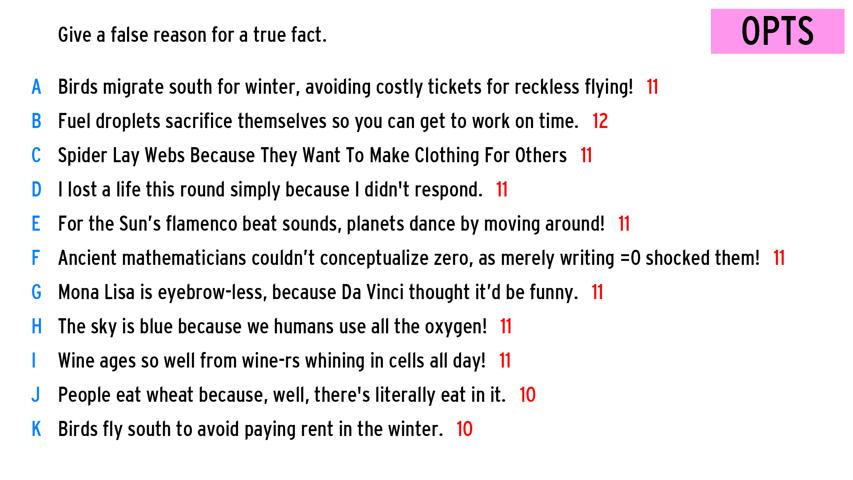 Give a false reason for a true fact.
OPTS
A Birds migrate south for winter, avoiding costly tickets for reckless flying! 11
B Fuel droplets sacrifice themselves so you can get to work on time. 12
C Spider Lay Webs Because They Want To Make Clothing For Others 11
D I lost a life this round simply because I didn't respond. 11
E For the Sun’s flamenco beat sounds, planets dance by moving around! 11
F Ancient mathematicians couldn’t conceptualize zero, as merely writing =0 shocked them! 11
G Mona Lisa is eyebrow-less, because Da Vinci thought it’d be funny. 11
H The sky is blue because we humans use all the oxygen! 11
I Wine ages so well from wine-rs whining in cells all day! 11
J People eat wheat because, well, there's literally eat in it. 10
K Birds fly south to avoid paying rent in the winter. 10